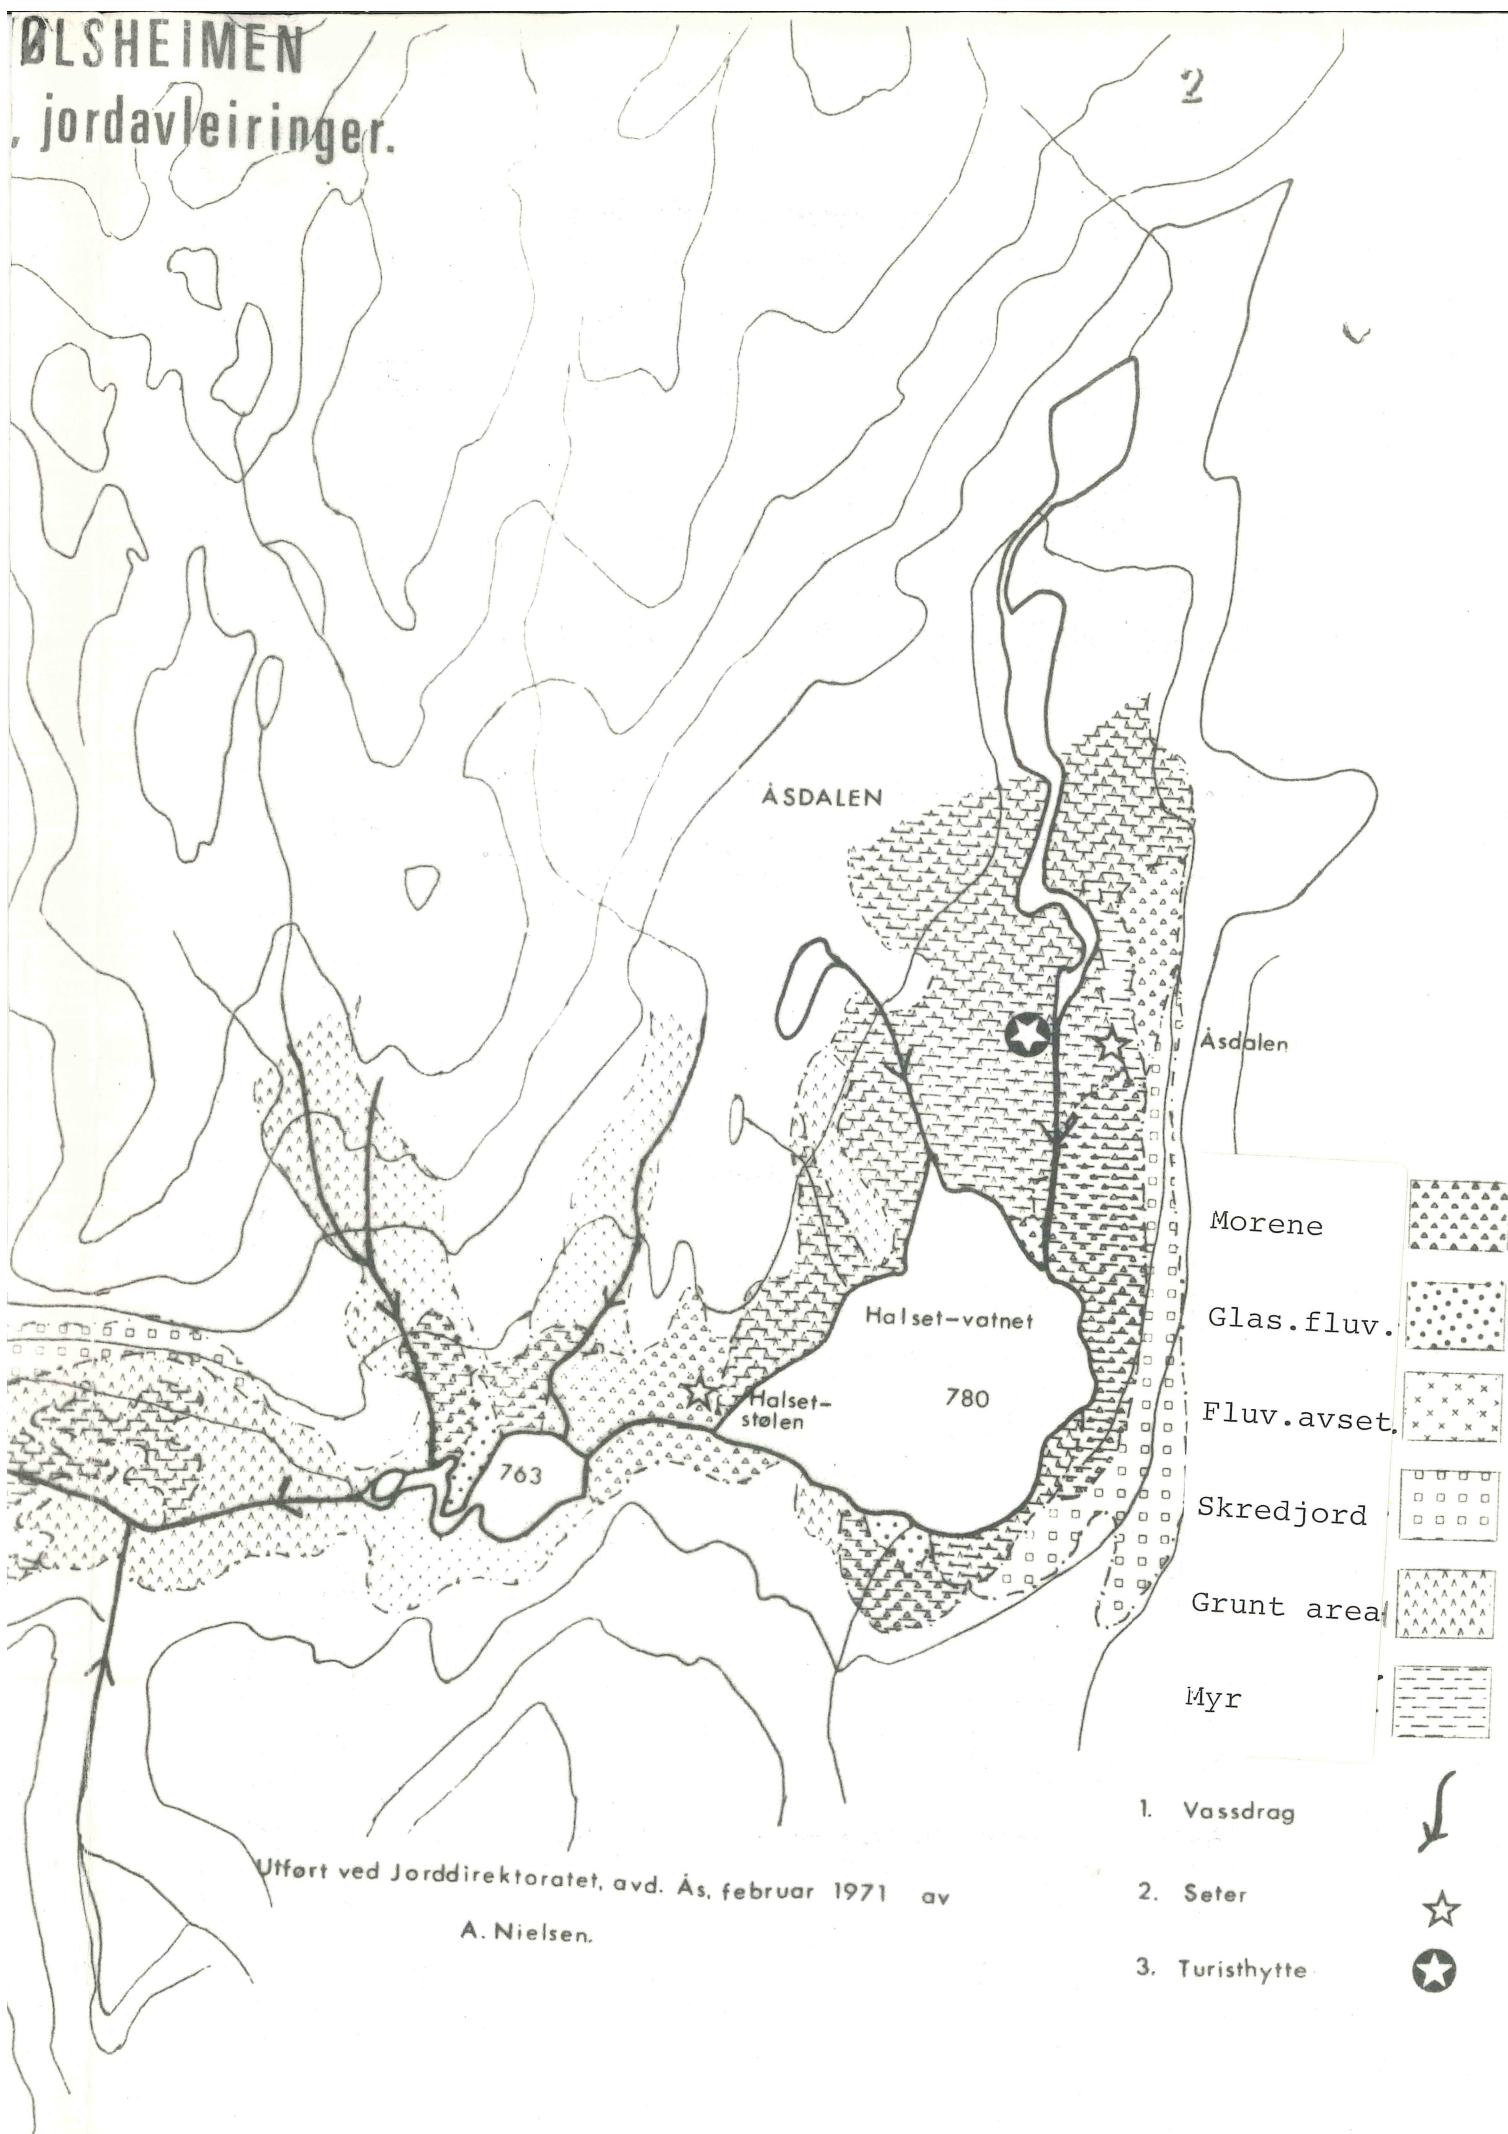 ØLSHEIMEN
, jordavleiringer.
2
ÅSDALEN
Åsdalen
Morene
Halset-vatnet
Glas.fluv.
780
Halset-
stølen
Fluv.avset.
763
Skredjord
Grunt area
Myr
1. Vassdrag
Utført ved Jorddirektoratet, avd. Ås, februar 1971 av
2. Seter
A. Nielsen.
3. Turisthytte